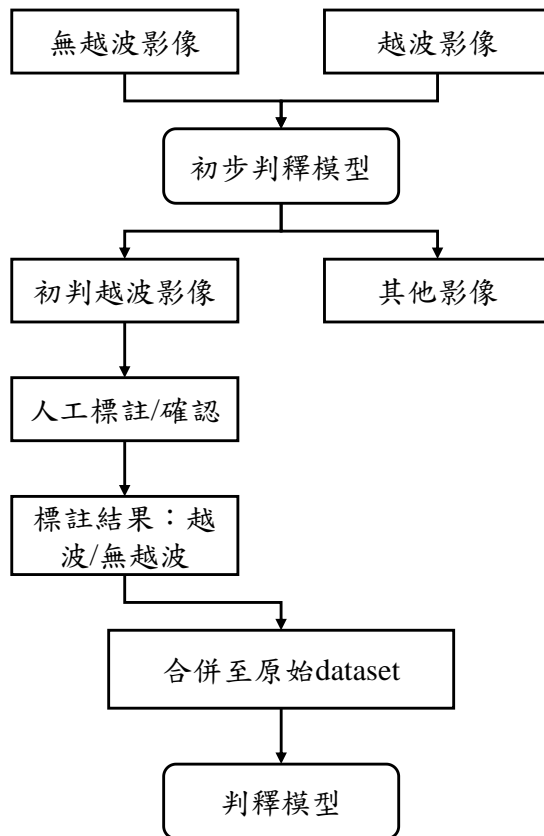 無越波影像
越波影像
初步判釋模型
初判越波影像
其他影像
人工標註/確認
標註結果：越
波/無越波
合併至原始dataset
判釋模型